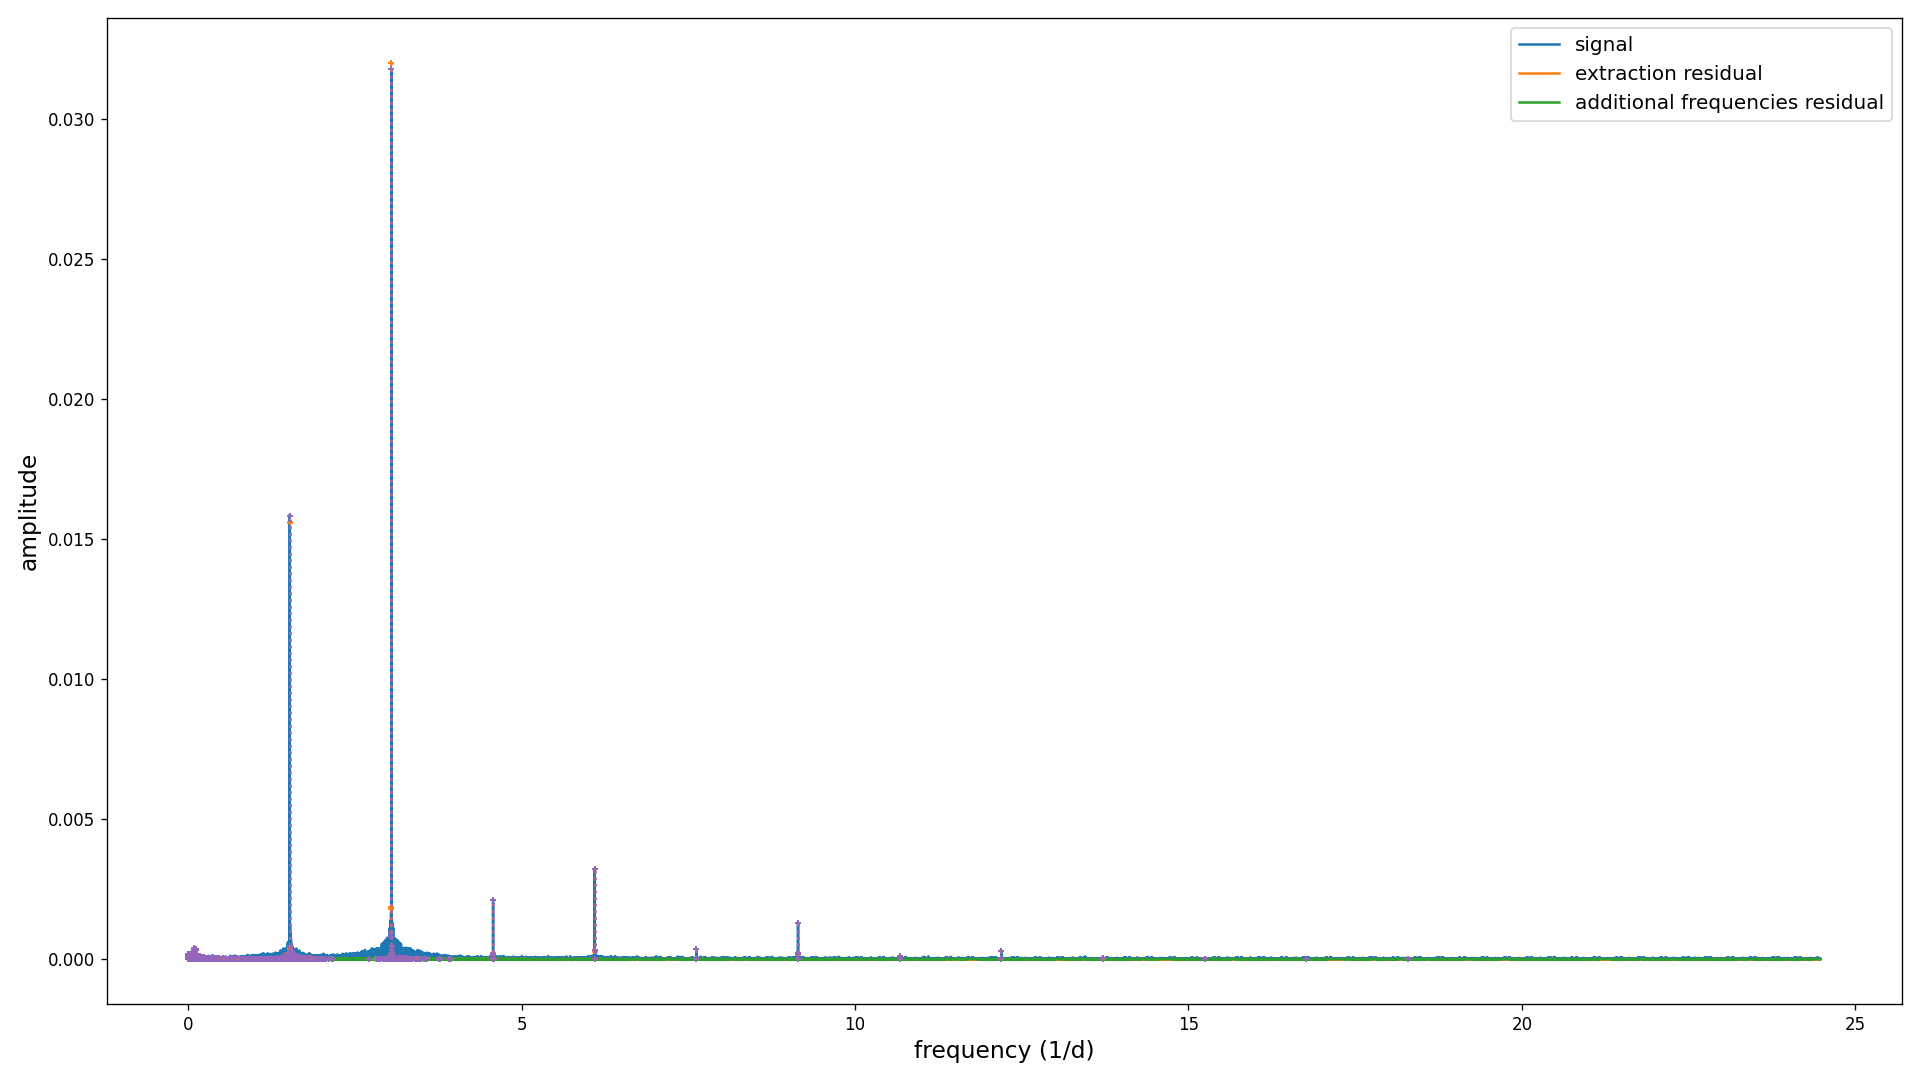 signal
extraction residual
additional frequencies residual
0.030
0.025
0.020
0.015
0.010
0.005
0.000
amplitude
0
5
10
15
20
25
frequency (1/d)